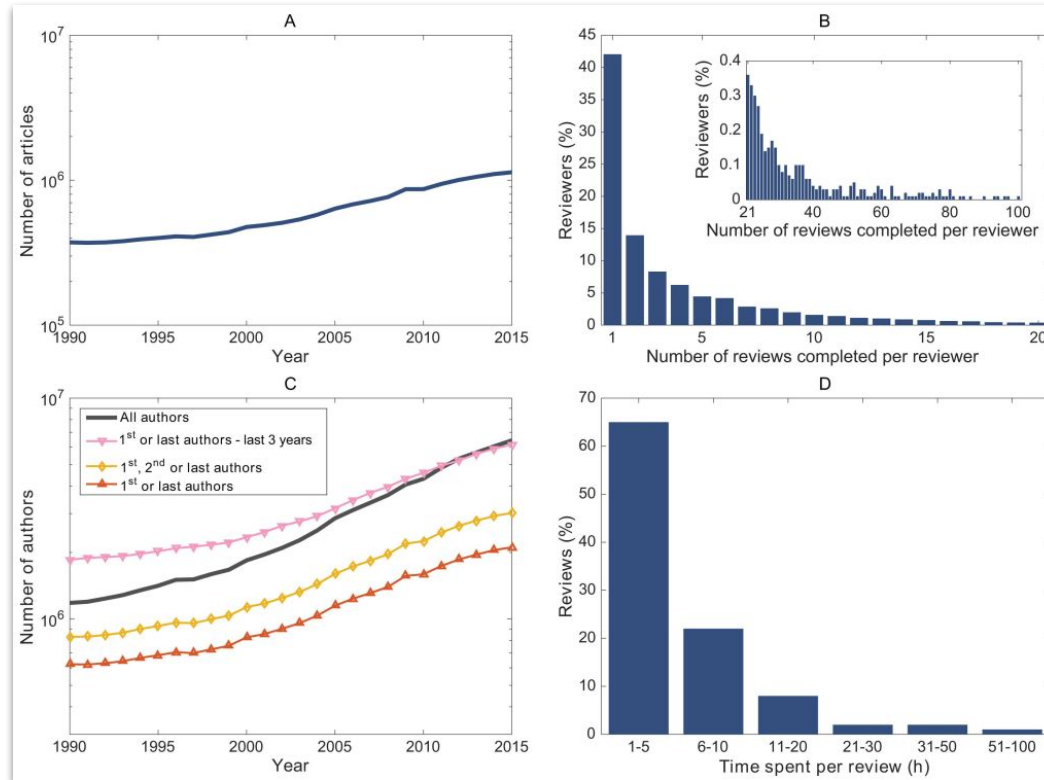 A
10^7
10^6
10^5
Number of articles
1990 1995 2000 2005 2010 2015
Year
B
45
40
35
30
25
20
15
10
5
0
Reviewers (%)
1 5 10 15 20
Number of reviews completed per reviewer
0.4
0.3
0.2
0.1
0
Reviewers (%)
21 40 60 80 100
Number of reviews completed per reviewer
C
10^7
10^6
Number of authors
All authors
1st or last authors - last 3 years
1st, 2nd or last authors
1st or last authors
1990 1995 2000 2005 2010 2015
Year
D
70
60
50
40
30
20
10
0
Reviews (%)
1-5 6-10 11-20 21-30 31-50 51-100
Time spent per review (h)